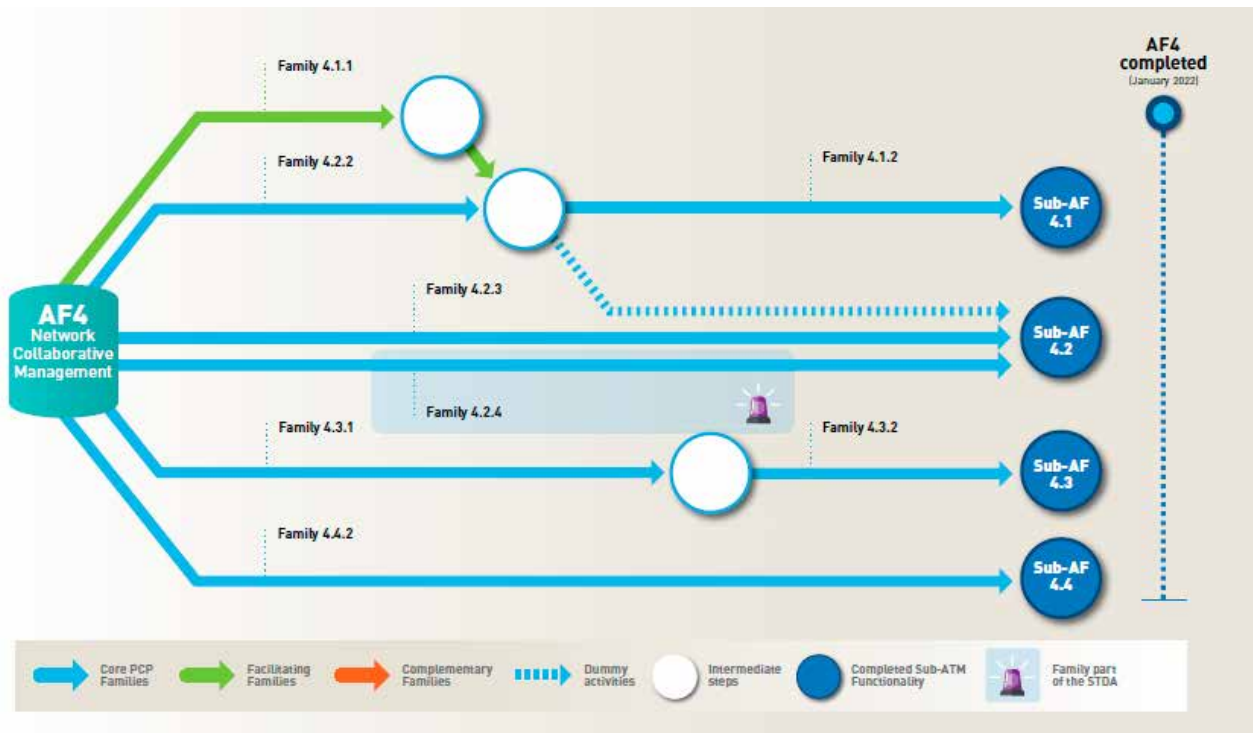 AF4
completed
(January 2022)
Family 4.1.1
Family 4.2.2
Family 4.1.2
Sub-AF
4.1
Family 4.2.3
AF4
Network
Collaborative
Management
Sub-AF
4.2
Family 4.2.4
Family 4.3.1
Family 4.3.2
Sub-AF
4.3
Family 4.4.2
Sub-AF
4.4
Core PCP
Families
Facilitating
Families
Complementary
Families
Dummy
activities
Intermediate
steps
Completed Sub-ATM
Functionality
Family part
of the STDA